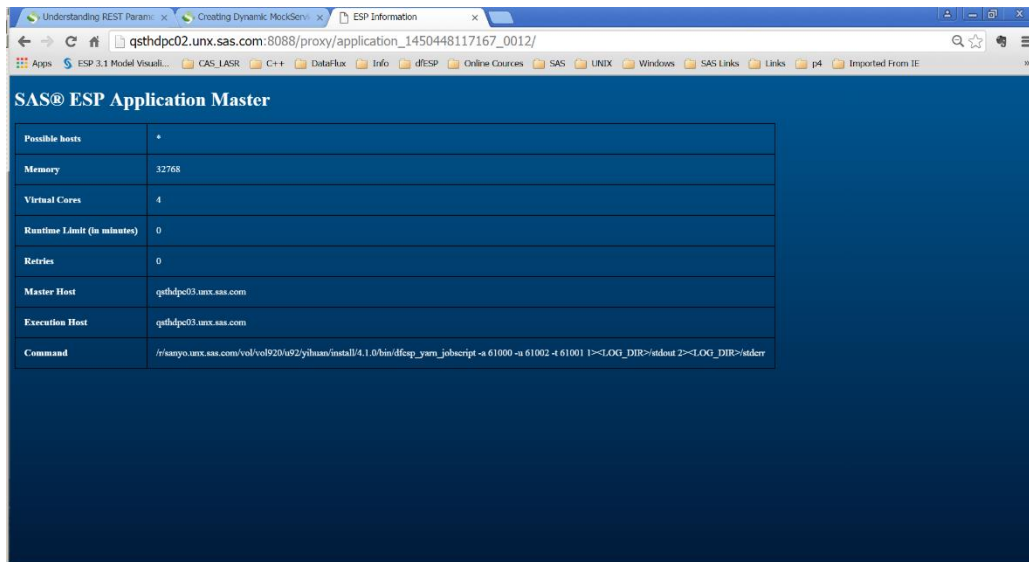 Understanding REST Param
Creating Dynamic MockServi
ESP Information
qsthdpc02.unx.sas.com:8088/proxy/application_1450448117167_0012/
Apps ESP 3.1 Model Visuali... CAS_LASR C++ DataFlux Info dfESP Online Cources SAS UNIX Windows SAS Links Links p4 Imported From IE
SAS® ESP Application Master
Possible hosts *
Memory 32768
Virtual Cores 4
Runtime Limit (in minutes) 0
Retries 0
Master Host qsthdpc03.unx.sas.com
Execution Host qsthdpc03.unx.sas.com
Command /r/sanyo.unx.sas.com/vol/vol920/u92/yihuan/install/4.1.0/bin/dfesp_yarn_jobscript -a 61000 -u 61002 -t 61001 1><LOG_DIR>/stdout 2><LOG_DIR>/stderr